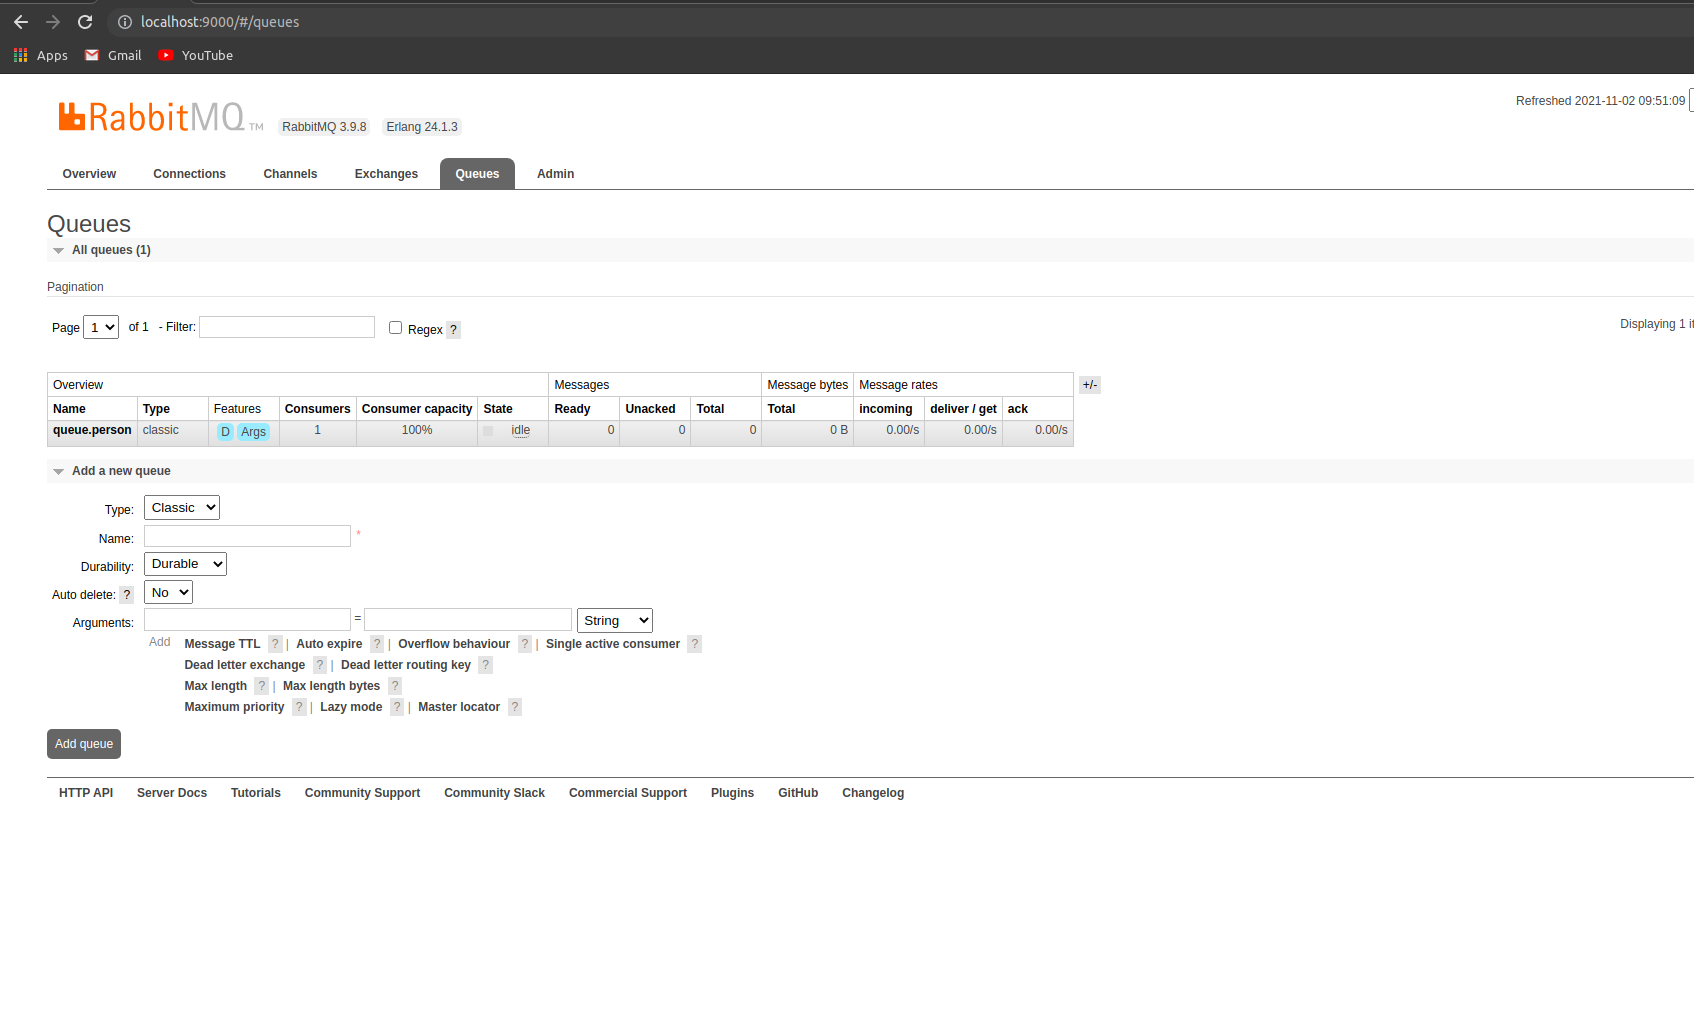 localhost:9000/#/queues
Apps Gmail YouTube
Refreshed 2021-11-02 09:51:09
RabbitMQ TM RabbitMQ 3.9.8 Erlang 24.1.3
Overview Connections Channels Exchanges Queues Admin
Queues
All queues (1)
Pagination
Page 1 of 1 - Filter: Regex ?
Displaying 1
Overview Messages Message bytes Message rates +/-
Name Type Features Consumers Consumer capacity State Ready Unacked Total Total incoming deliver / get ack
queue.person classic D Args 1 100% idle 0 0 0 0 B 0.00/s 0.00/s 0.00/s
Add a new queue
Type: Classic
Name: *
Durability: Durable
Auto delete: ? No
Arguments: = String
Add Message TTL ? | Auto expire ? | Overflow behaviour ? | Single active consumer ?
Dead letter exchange ? | Dead letter routing key ?
Max length ? | Max length bytes ?
Maximum priority ? | Lazy mode ? | Master locator ?
Add queue
HTTP API Server Docs Tutorials Community Support Community Slack Commercial Support Plugins GitHub Changelog